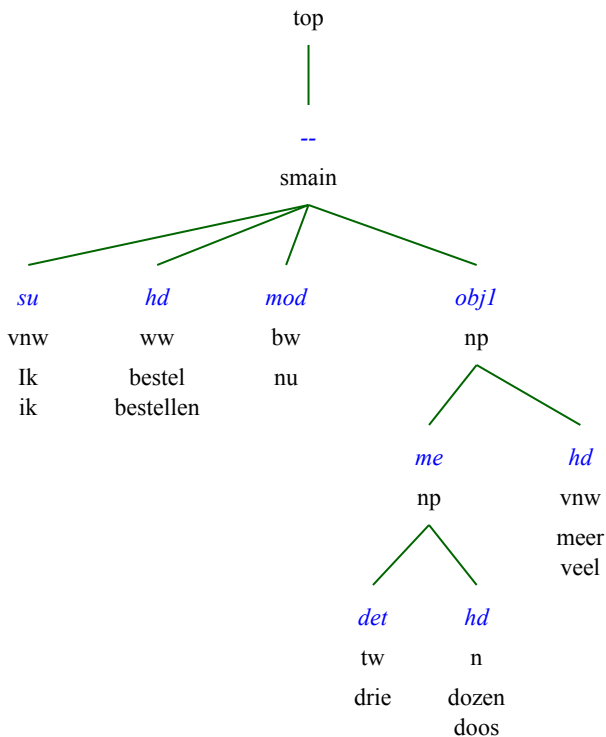 top
--
smain
su hd mod obj1
vnw ww bw np
Ik bestel nu
ik bestellen
me hd
np vnw
meer
veel
det hd
tw n
drie dozen
doos